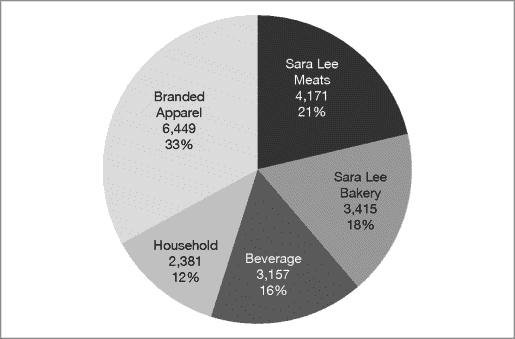 Sara Lee
Meats
4,171
21%
Sara Lee
Bakery
3,415
18%
Beverage
3,157
16%
Household
2,381
12%
Branded
Apparel
6,449
33%